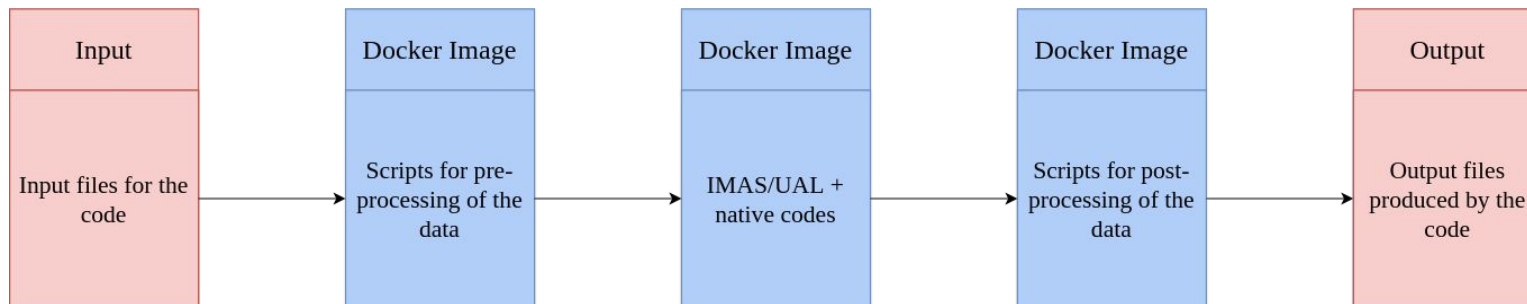 Input
Docker Image
Docker Image
Docker Image
Output
Input files for the
code
Scripts for pre-
processing of the
data
IMAS/UAL +
native codes
Scripts for post-
processing of the
data
Output files
produced by the
code